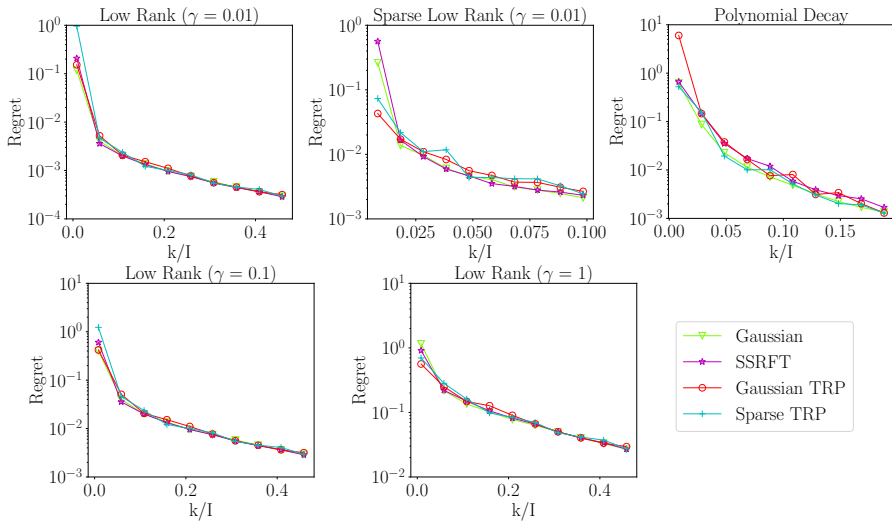 Low Rank (γ = 0.01)
Regret
10^0
10^-1
10^-2
10^-3
10^-4
0.0 0.2 0.4
k/I
Sparse Low Rank (γ = 0.01)
Regret
10^0
10^-1
10^-2
10^-3
0.025 0.050 0.075 0.100
k/I
Polynomial Decay
Regret
10^1
10^0
10^-1
10^-2
10^-3
0.00 0.05 0.10 0.15
k/I
Low Rank (γ = 0.1)
Regret
10^1
10^0
10^-1
10^-2
10^-3
0.0 0.2 0.4
k/I
Low Rank (γ = 1)
Regret
10^1
10^0
10^-1
10^-2
0.0 0.2 0.4
k/I
Gaussian
SSRFT
Gaussian TRP
Sparse TRP